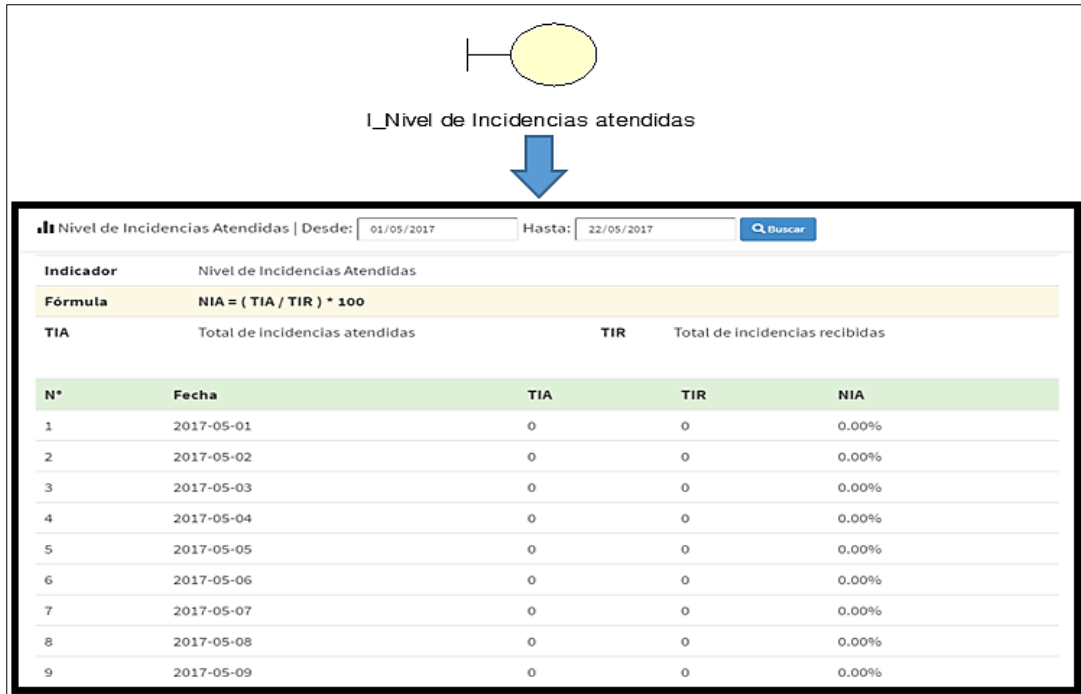 I_Nivel de Incidencias atendidas
Nivel de Incidencias Atendidas | Desde: 01/05/2017 Hasta: 22/05/2017 Buscar
Indicador Nivel de Incidencias Atendidas
Fórmula NIA = ( TIA / TIR ) * 100
TIA Total de incidencias atendidas TIR Total de incidencias recibidas
N° Fecha TIA TIR NIA
1 2017-05-01 0 0 0.00%
2 2017-05-02 0 0 0.00%
3 2017-05-03 0 0 0.00%
4 2017-05-04 0 0 0.00%
5 2017-05-05 0 0 0.00%
6 2017-05-06 0 0 0.00%
7 2017-05-07 0 0 0.00%
8 2017-05-08 0 0 0.00%
9 2017-05-09 0 0 0.00%